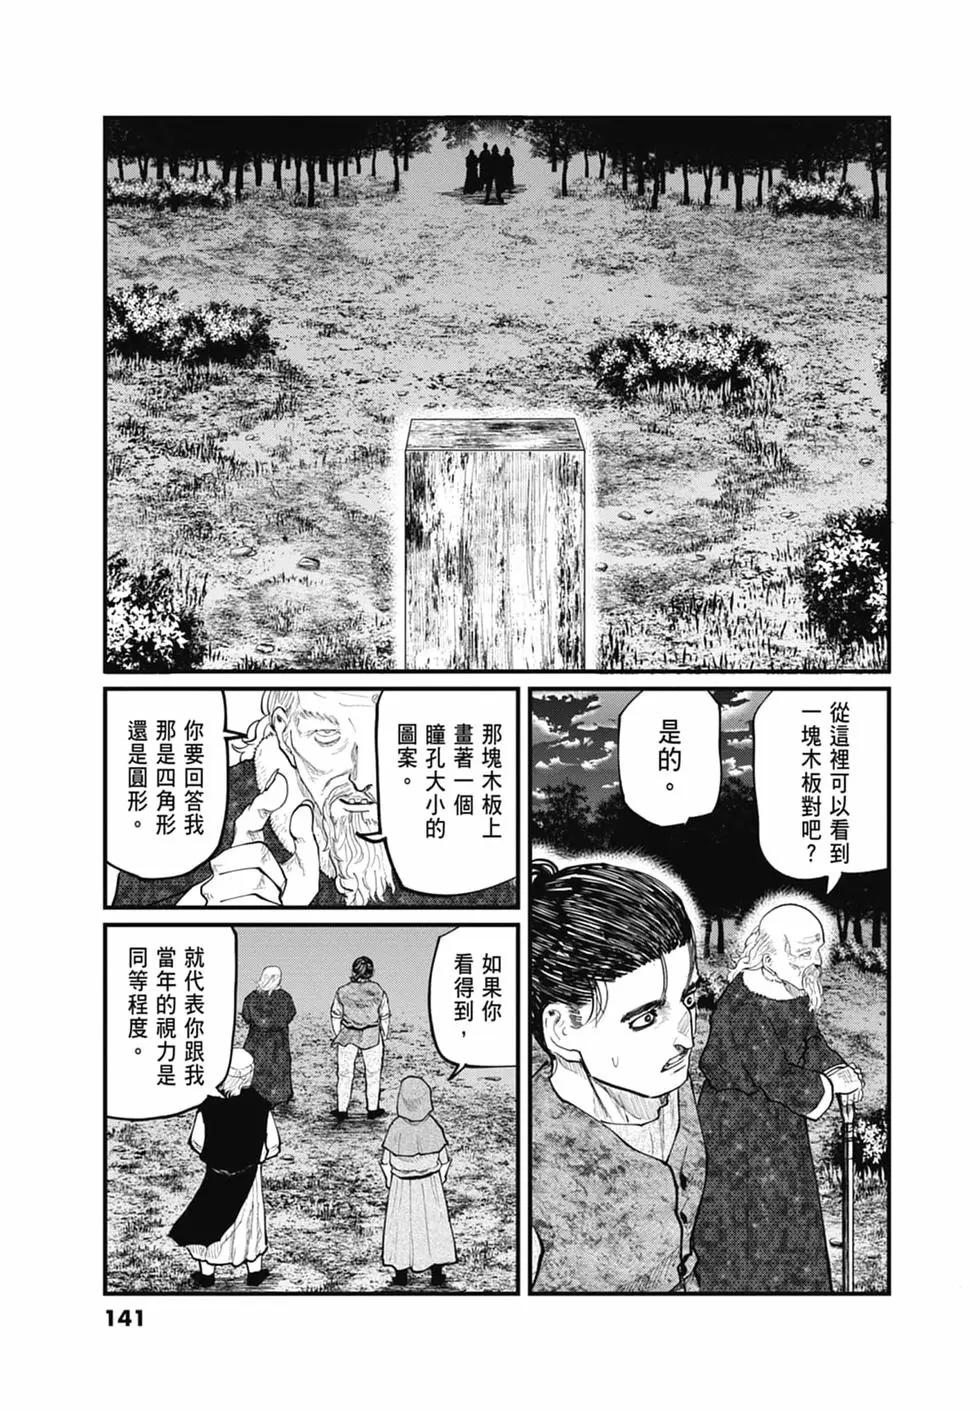 從這裡可以看到
一塊木板對吧？
是的。
那塊木板上
畫著一個
瞳孔大小的
圖案。
你要回答我
那是四角形
還是圓形。
如果你
看得到，
就代表你跟我
當年的視力是
同等程度。
141